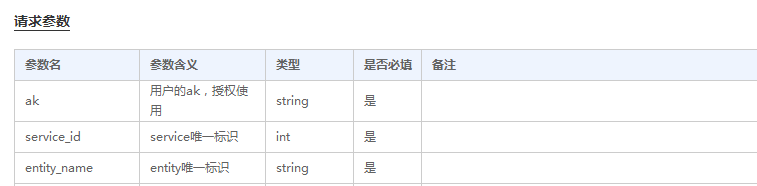 请求参数
参数名 参数含义 类型 是否必填 备注
ak 用户的ak，授权使用 string 是
service_id service唯一标识 int 是
entity_name entity唯一标识 string 是